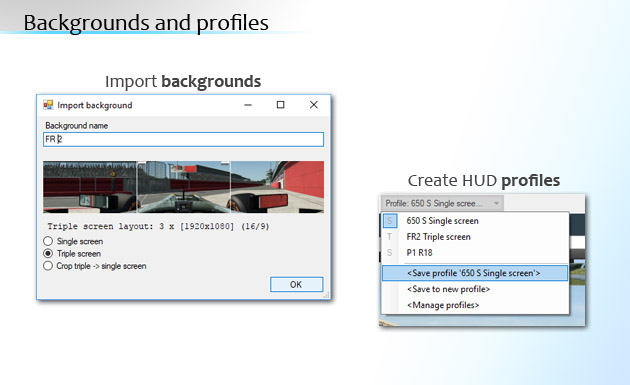 Backgrounds and profiles
Import backgrounds
Import background
Background name
FR 2
Triple screen layout: 3 x [1920x1080] (16/9)
Single screen
Triple screen
Crop triple -> single screen
OK
Create HUD profiles
Profile: 650 S Single scree...
S 650 S Single screen
T FR2 Triple screen
S P1 R18
<Save profile '650 S Single screen'>
<Save to new profile>
<Manage profiles>